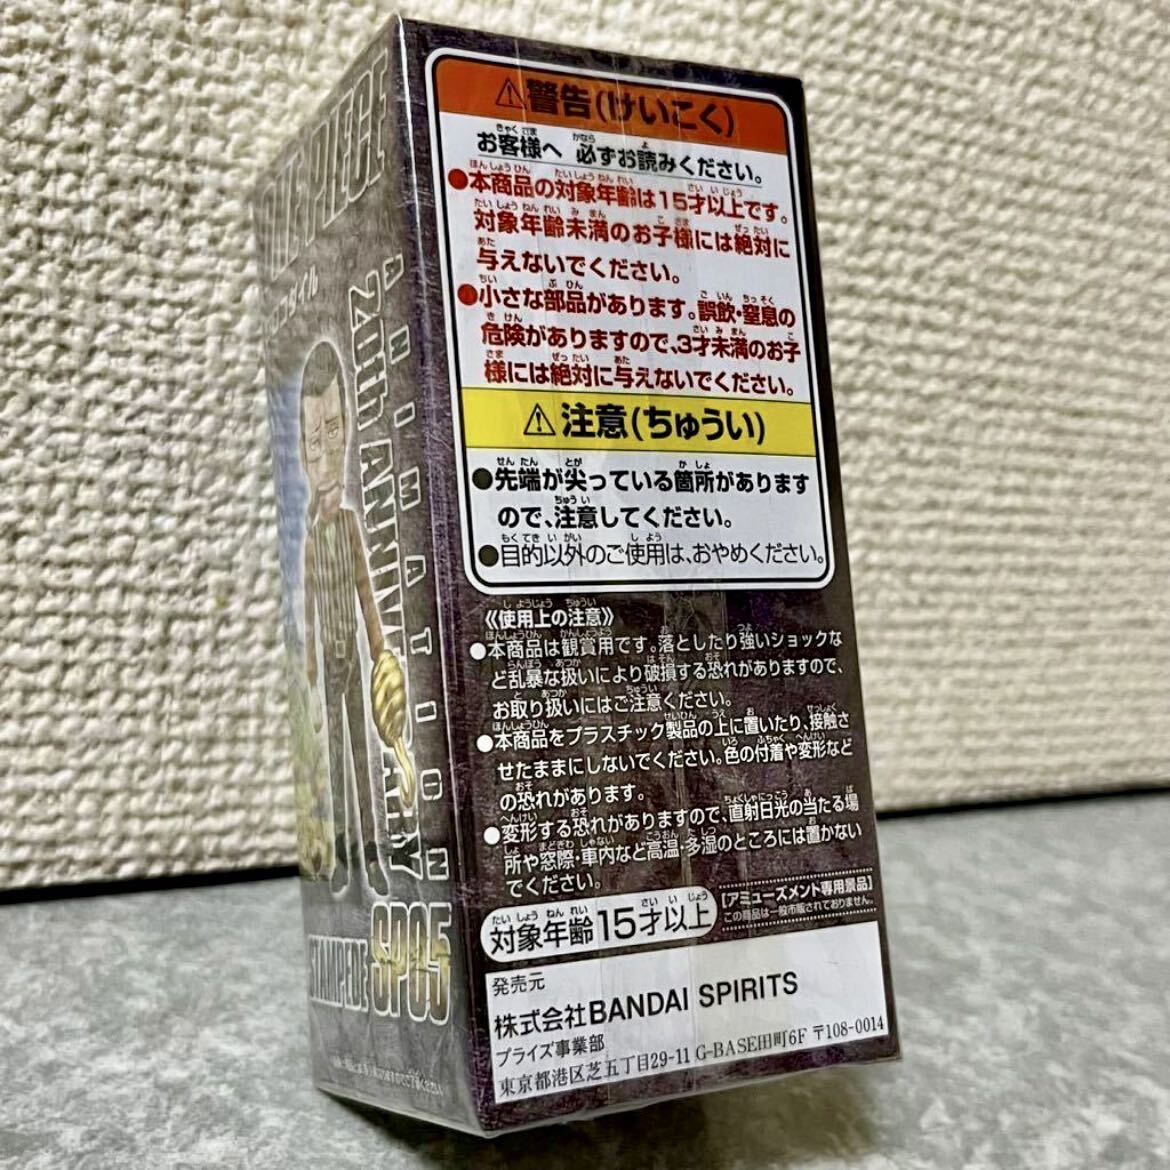 ⚠警告(けいこく)
お客様へ 必ずお読みください。
●本商品の対象年齢は15才以上です。
対象年齢未満のお子様には絶対に
与えないでください。
●小さな部品があります。誤飲・窒息の
危険がありますので、3才未満のお子
様には絶対に与えないでください。
⚠注意(ちゅうい)
●先端が尖っている箇所があります
ので、注意してください。
●目的以外のご使用は、おやめください。
《使用上の注意》
●本商品は観賞用です。落としたり強いショックな
ど乱暴な扱いにより破損する恐れがありますので、
お取り扱いにはご注意ください。
●本商品をプラスチック製品の上に置いたり、接触さ
せたままにしないでください。色の付着や変形など
の恐れがあります。
●変形する恐れがありますので、直射日光の当たる場
所や窓際・車内など高温・多湿のところには置かない
でください。
対象年齢15才以上
[アミューズメント専用景品]
この商品は一般市販されておりません。
発売元
株式会社BANDAI SPIRITS
プライズ事業部
東京都港区芝五丁目29-11 G-BASE田町6F 〒108-0014
ANIMATION
20th ANNIVERSARY
STAMPEDE SP05